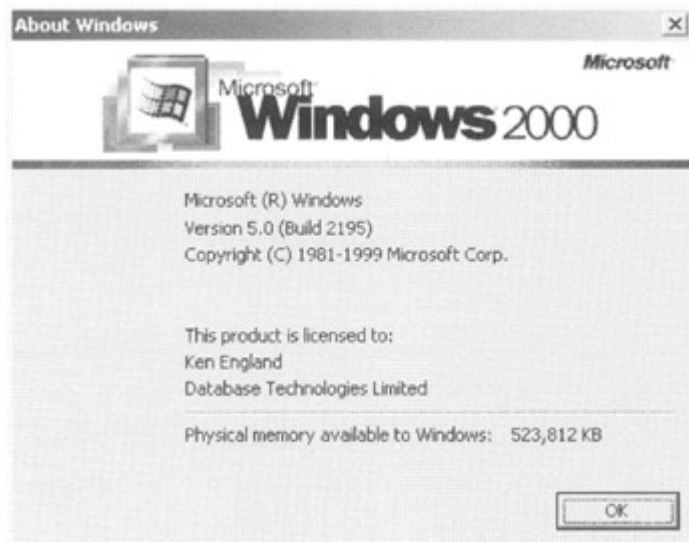 About Windows
Microsoft
Microsoft
Windows 2000
Microsoft (R) Windows
Version 5.0 (Build 2195)
Copyright (C) 1981-1999 Microsoft Corp.
This product is licensed to:
Ken England
Database Technologies Limited
Physical memory available to Windows: 523,812 KB
OK